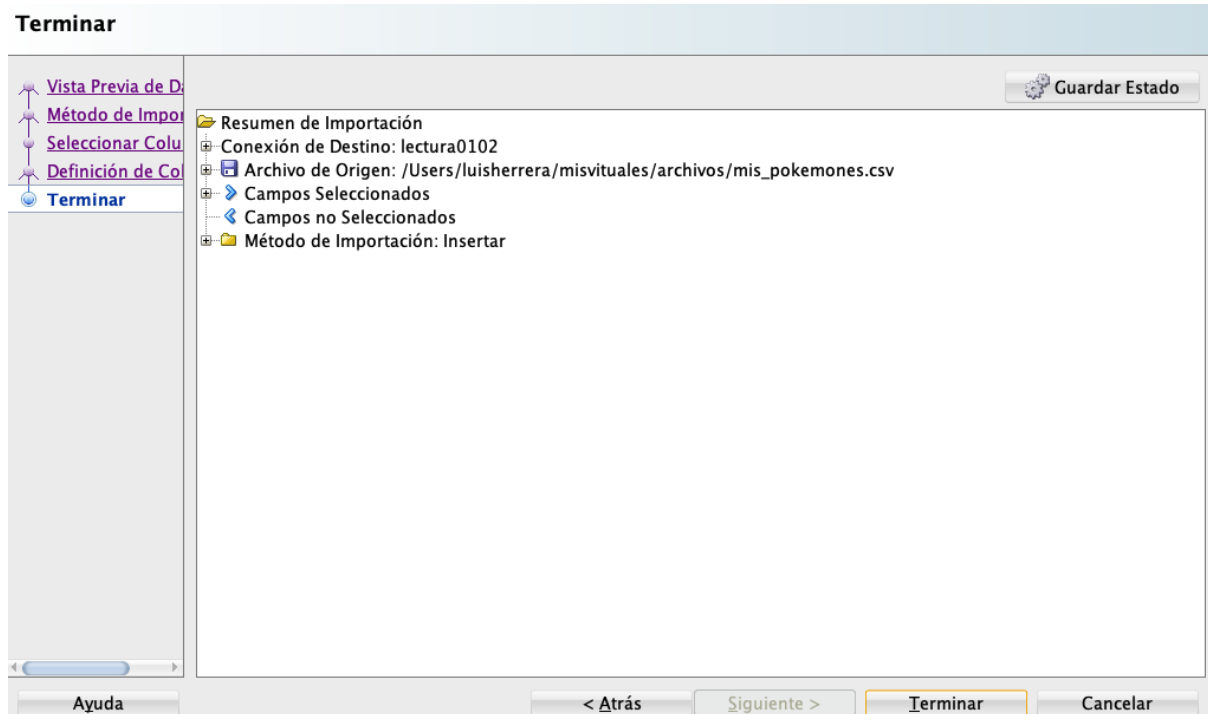 Terminar
Vista Previa de Da
Método de Impor
Seleccionar Colu
Definición de Col
Terminar
Guardar Estado
Resumen de Importación
Conexión de Destino: lectura0102
Archivo de Origen: /Users/luisherrera/misvituales/archivos/mis_pokemones.csv
Campos Seleccionados
Campos no Seleccionados
Método de Importación: Insertar
Ayuda
< Atrás
Siguiente >
Terminar
Cancelar